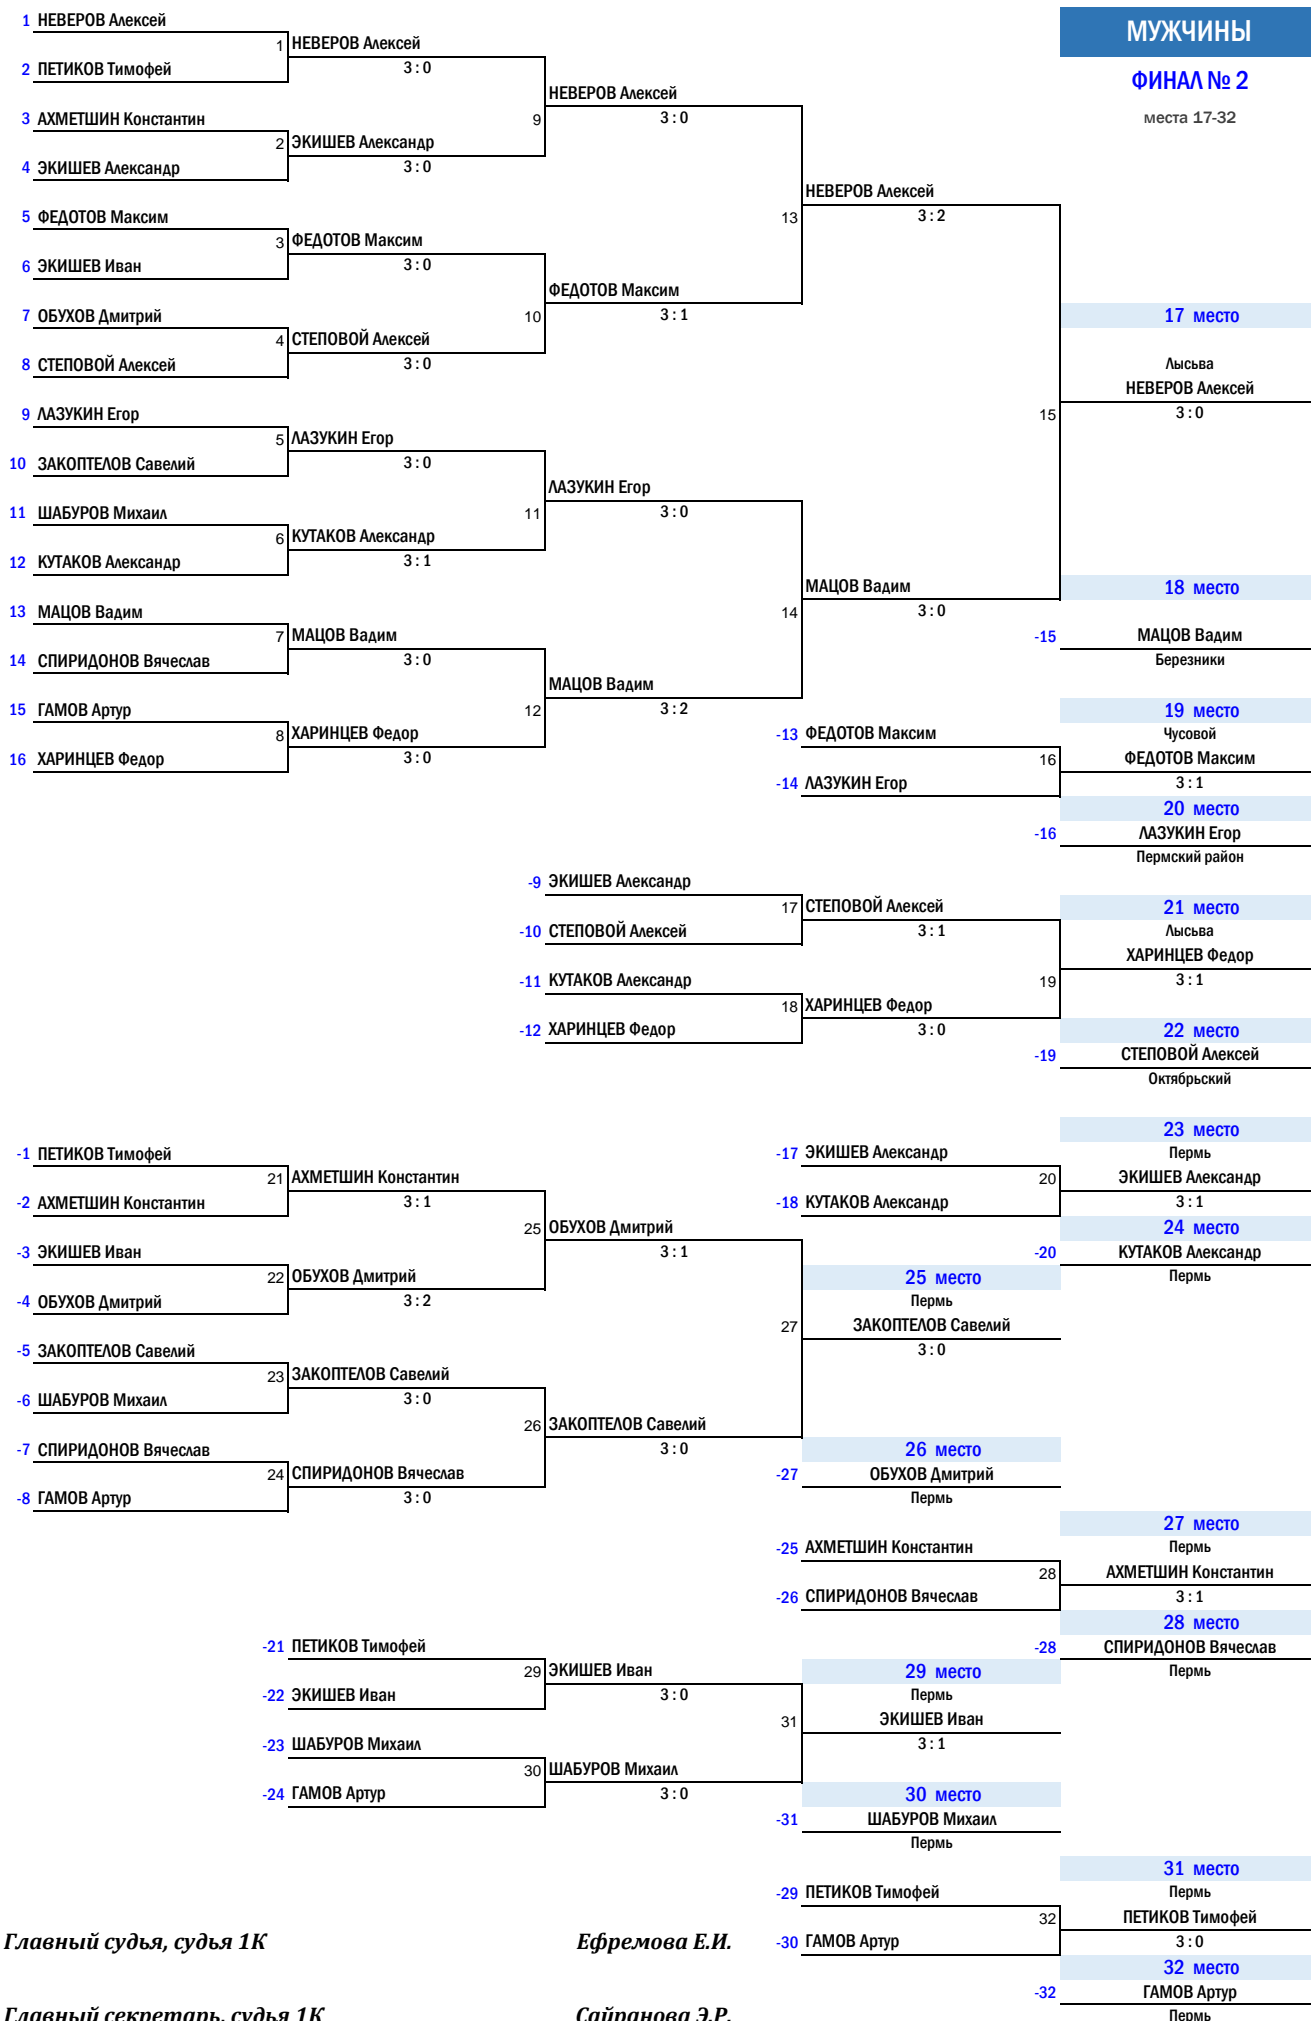 1 НЕВЕРОВ Алексей
МУЖЧИНЫ
1 НЕВЕРОВ Алексей
2 ПЕТИКОВ Тимофей
3 : 0
ФИНАЛ № 2
НЕВЕРОВ Алексей
3 АХМЕТШИН Константин
9
3 : 0
места 17-32
2 ЭКИШЕВ Александр
4 ЭКИШЕВ Александр
3 : 0
НЕВЕРОВ Алексей
5 ФЕДОТОВ Максим
13
3 : 2
3 ФЕДОТОВ Максим
6 ЭКИШЕВ Иван
3 : 0
ФЕДОТОВ Максим
7 ОБУХОВ Дмитрий
10
3 : 1
17 место
4 СТЕПОВОЙ Алексей
8 СТЕПОВОЙ Алексей
3 : 0
Лысьва
НЕВЕРОВ Алексей
9 ЛАЗУКИН Егор
15
3 : 0
5 ЛАЗУКИН Егор
10 ЗАКОПТЕЛОВ Савелий
3 : 0
ЛАЗУКИН Егор
11 ШАБУРОВ Михаил
11
3 : 0
6 КУТАКОВ Александр
12 КУТАКОВ Александр
3 : 1
МАЦОВ Вадим
18 место
13 МАЦОВ Вадим
14
3 : 0
7 МАЦОВ Вадим
-15 МАЦОВ Вадим
14 СПИРИДОНОВ Вячеслав
3 : 0
Березники
МАЦОВ Вадим
15 ГАМОВ Артур
12
3 : 2
19 место
8 ХАРИНЦЕВ Федор
-13 ФЕДОТОВ Максим
Чусовой
16 ХАРИНЦЕВ Федор
3 : 0
16 ФЕДОТОВ Максим
-14 ЛАЗУКИН Егор
3 : 1
20 место
-16 ЛАЗУКИН Егор
Пермский район
-9 ЭКИШЕВ Александр
17 СТЕПОВОЙ Алексей
21 место
-10 СТЕПОВОЙ Алексей
3 : 1
Лысьва
ХАРИНЦЕВ Федор
-11 КУТАКОВ Александр
19
3 : 1
18 ХАРИНЦЕВ Федор
-12 ХАРИНЦЕВ Федор
3 : 0
22 место
-19 СТЕПОВОЙ Алексей
Октябрьский
23 место
-1 ПЕТИКОВ Тимофей
-17 ЭКИШЕВ Александр
Пермь
21 АХМЕТШИН Константин
20 ЭКИШЕВ Александр
-2 АХМЕТШИН Константин
3 : 1
-18 КУТАКОВ Александр
3 : 1
25 ОБУХОВ Дмитрий
24 место
-3 ЭКИШЕВ Иван
3 : 1
-20 КУТАКОВ Александр
22 ОБУХОВ Дмитрий
25 место
Пермь
-4 ОБУХОВ Дмитрий
3 : 2
Пермь
27 ЗАКОПТЕЛОВ Савелий
-5 ЗАКОПТЕЛОВ Савелий
3 : 0
23 ЗАКОПТЕЛОВ Савелий
-6 ШАБУРОВ Михаил
3 : 0
26 ЗАКОПТЕЛОВ Савелий
-7 СПИРИДОНОВ Вячеслав
3 : 0
26 место
24 СПИРИДОНОВ Вячеслав
-27 ОБУХОВ Дмитрий
-8 ГАМОВ Артур
3 : 0
Пермь
27 место
-25 АХМЕТШИН Константин
Пермь
28 АХМЕТШИН Константин
-26 СПИРИДОНОВ Вячеслав
3 : 1
28 место
-21 ПЕТИКОВ Тимофей
-28 СПИРИДОНОВ Вячеслав
29 ЭКИШЕВ Иван
29 место
Пермь
-22 ЭКИШЕВ Иван
3 : 0
Пермь
31 ЭКИШЕВ Иван
-23 ШАБУРОВ Михаил
3 : 1
30 ШАБУРОВ Михаил
-24 ГАМОВ Артур
3 : 0
30 место
-31 ШАБУРОВ Михаил
Пермь
31 место
-29 ПЕТИКОВ Тимофей
Пермь
32 ПЕТИКОВ Тимофей
Главный судья, судья 1К
Ефремова Е.И.
-30 ГАМОВ Артур
3 : 0
32 место
-32 ГАМОВ Артур
Главный секретарь, судья 1К
Сайранова Э.Р.
Пермь